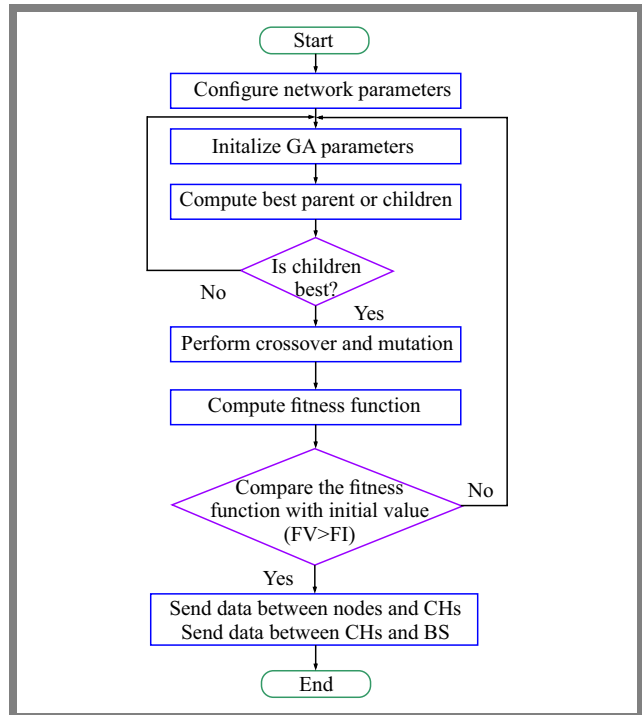 Start
Configure network parameters
Initalize GA parameters
Compute best parent or children
Is children
best?
No
Yes
Perform crossover and mutation
Compute fitness function
Compare the fitness
function with initial value
(FV>FI)
No
Yes
Send data between nodes and CHs
Send data between CHs and BS
End